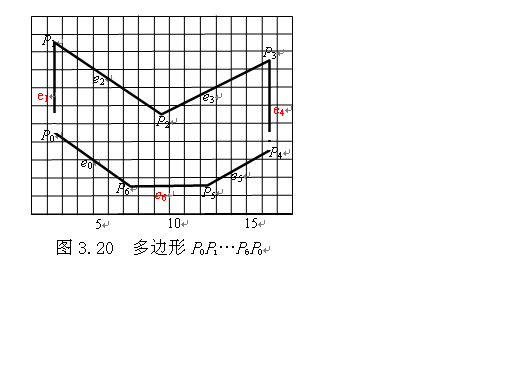 P₁
P₃
e₂
e₁
e₃
e₄
P₂
P₀
P₄
e₀
e₅
P₆
P₅
e₆
5 10 15
图 3.20 多边形 P₀P₁…P₆P₀